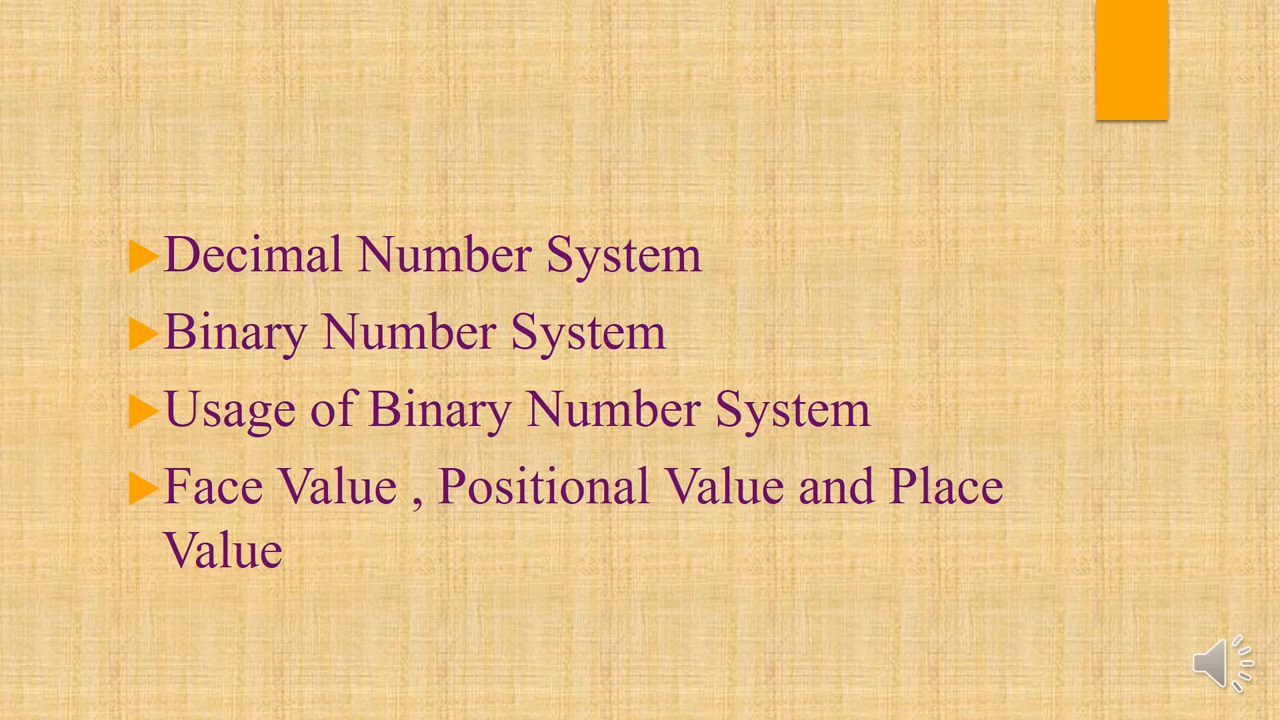 Decimal Number System
Binary Number System
Usage of Binary Number System
Face Value , Positional Value and Place
Value